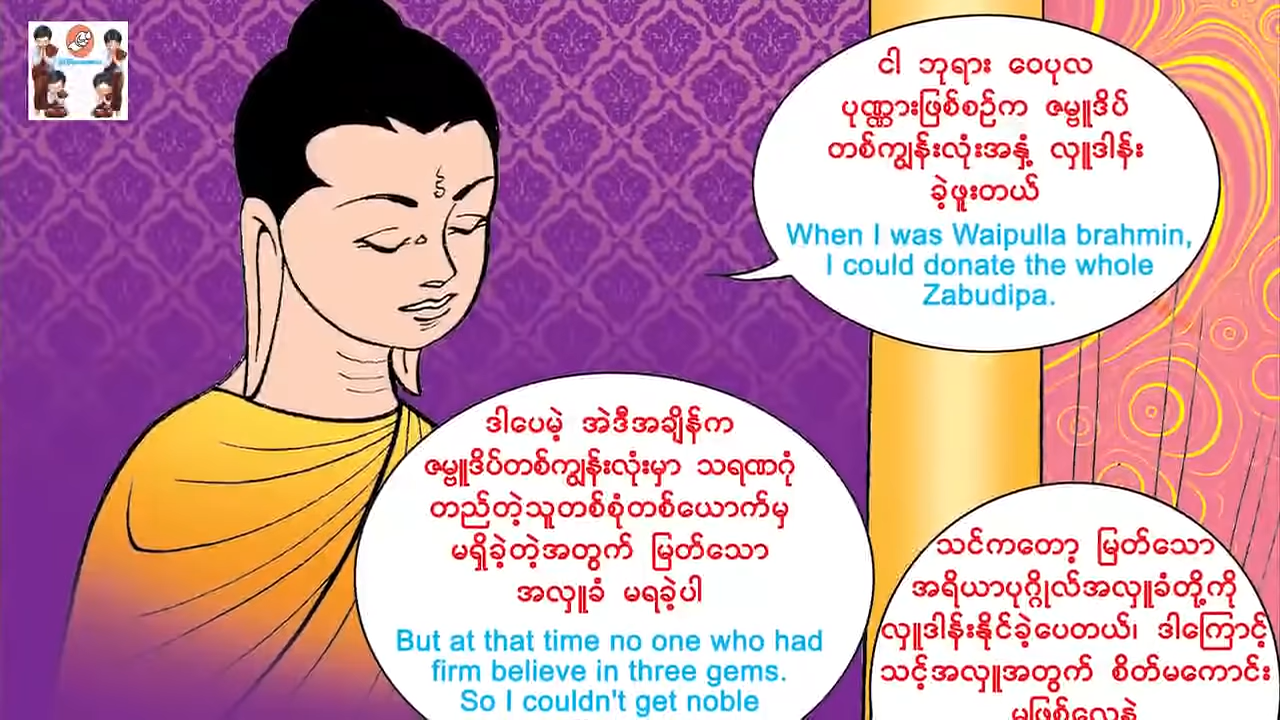 ငါ ဘုရား ဝေပုလ
ပုဏ္ဏားဖြစ်စဉ်က ဇမ္ဗူဒိပ်
တစ်ကျွန်းလုံးအနှံ့ လှူဒါန်း
ခဲ့ဖူးတယ်
When I was Waipulla brahmin,
I could donate the whole
Zabudipa.
ဒါပေမဲ့ အဲဒီအချိန်က
ဇမ္ဗူဒိပ်တစ်ကျွန်းလုံးမှာ သရဏဂုံ
တည်တဲ့သူတစ်စုံတစ်ယောက်မှ
မရှိခဲ့တဲ့အတွက် မြတ်သော
အလှူခံ မရခဲ့ပါ
But at that time no one who had
firm believe in three gems.
So I couldn't get noble
သင်ကတော့ မြတ်သော
အရိယာပုဂ္ဂိုလ်အလှူခံတို့ကို
လှူဒါန်းနိုင်ခဲ့ပေတယ်၊ ဒါကြောင့်
သင့်အလှူအတွက် စိတ်မကောင်း
မဖြစ်လေနဲ့